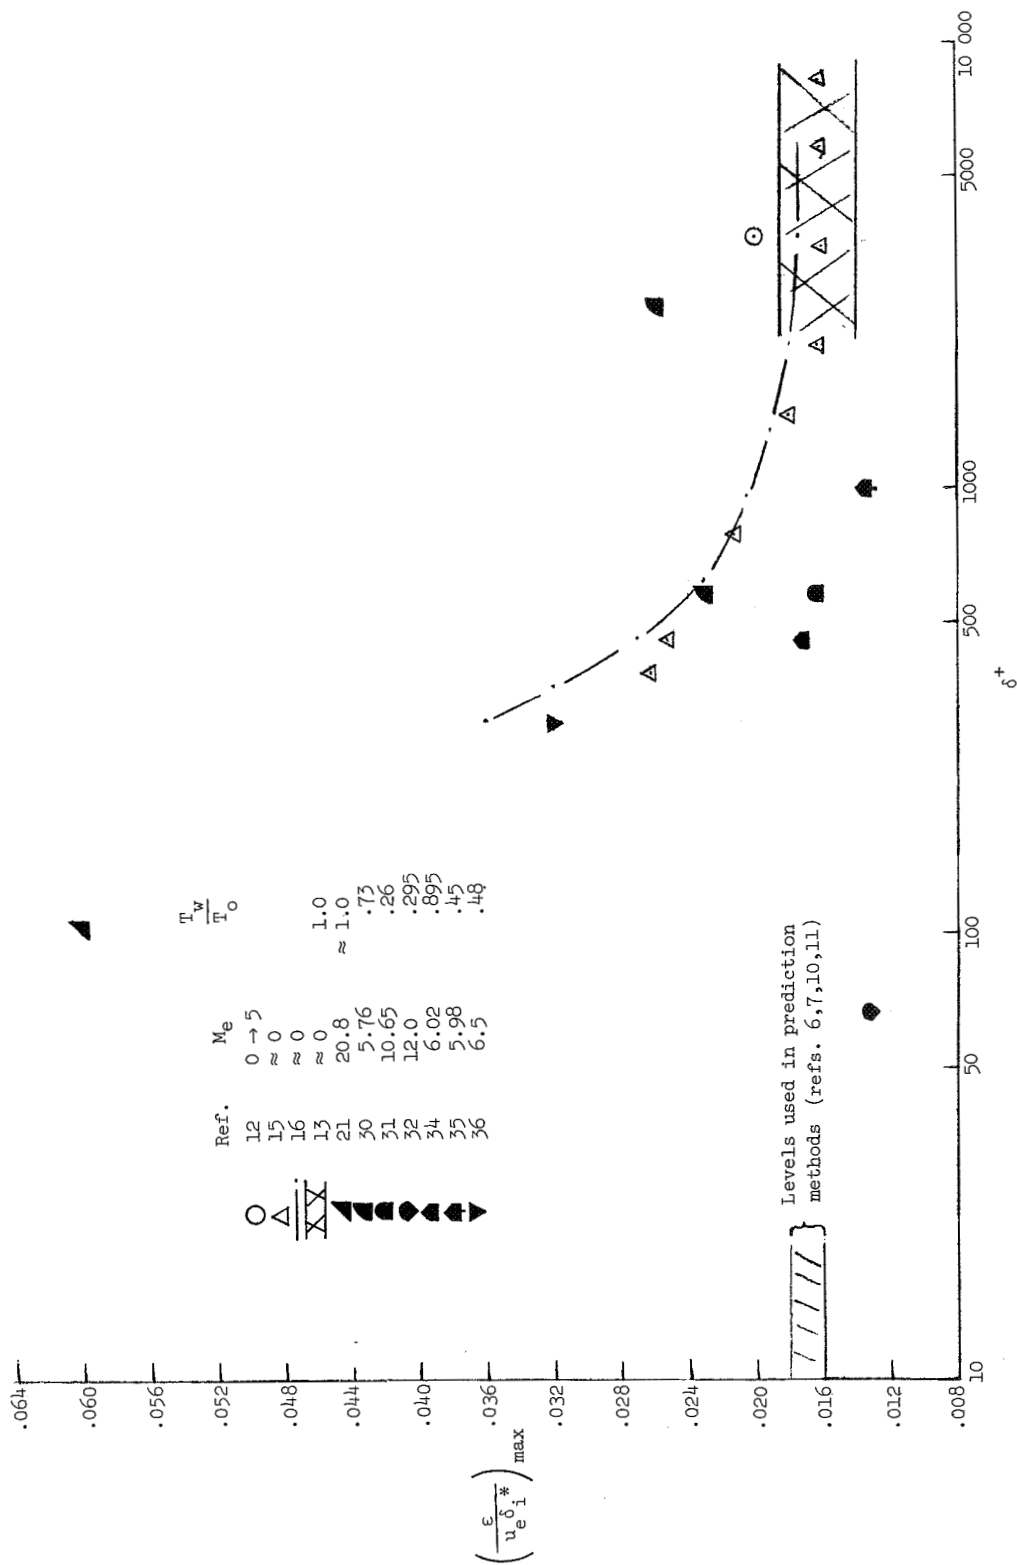 .064
.060
.056
.052
.048
.044
.040
.036
.032
.028
.024
.020
.016
.012
.008
(ε / u_e δ_i*) max
Ref. M_e T_w/T_o
12 0 → 5
15 ≈ 0
16 ≈ 0
13 ≈ 0 1.0
21 20.8 ≈ 1.0
30 5.76 .73
31 10.65 .26
32 12.0 .295
34 6.02 .895
35 5.98 .45
36 6.5 .48
Levels used in prediction
methods (refs. 6,7,10,11)
10 50 100 500 1000 5000 10 000
δ+